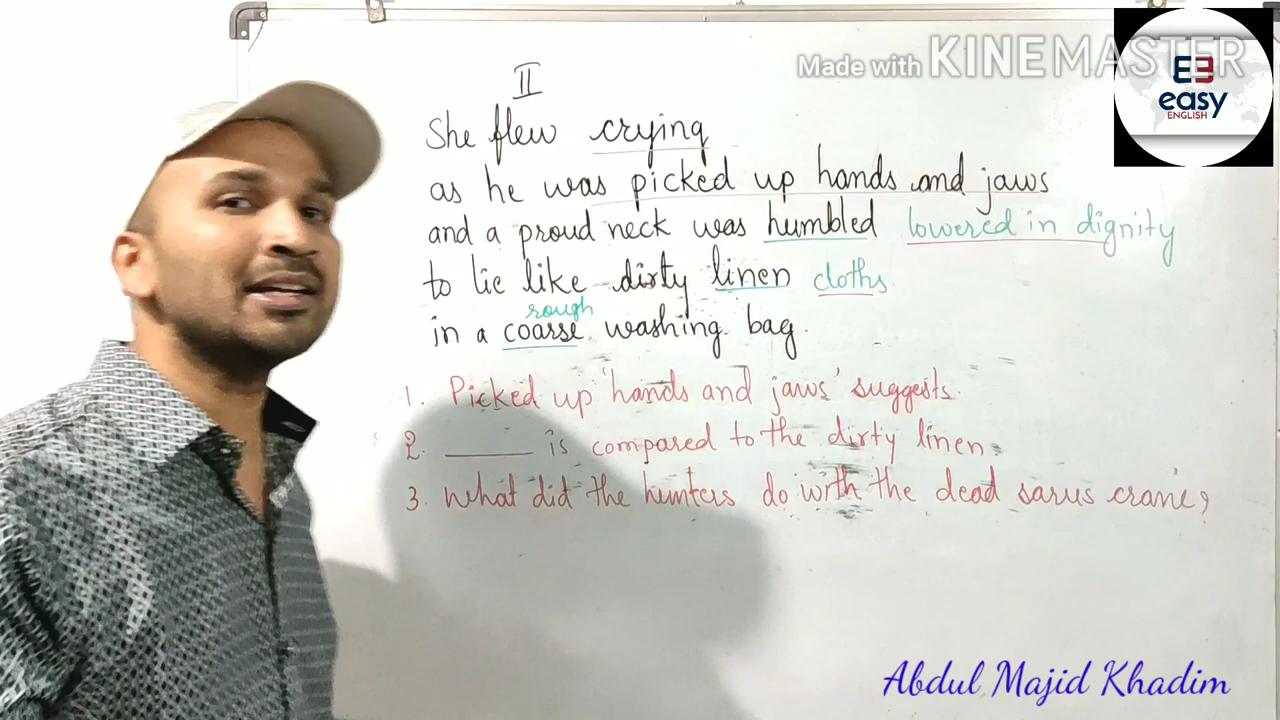 Made with KINEMASTER
easy
ENGLISH
II
She flew crying
as he was picked up hands and jaws
and a proud neck was humbled lowered in dignity
to lie like dirty linen cloths.
rough
in a coarse washing bag.
1. Picked up 'hands and jaws' suggests.
2. ______ is compared to the dirty linen.
3. What did the hunters do with the dead sarus crane?
Abdul Majid Khadim